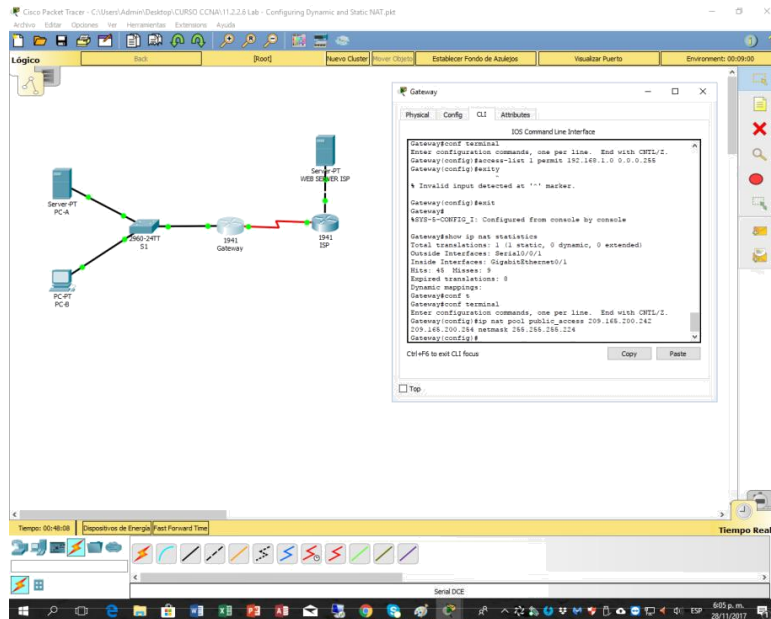 Cisco Packet Tracer - C:\Users\Admin\Desktop\CURSO CCNA\11.2.2.6 Lab - Configuring Dynamic and Static NAT.pkt
Archivo Editar Opciones Ver Herramientas Extensions Ayuda
Lógico Back [Root] Nuevo Cluster Mover Objeto Establecer Fondo de Azulejos Visualizar Puerto Environment: 00:09:00
Server-PT
PC-A
2960-24TT
S1
PC-PT
PC-B
1941
Gateway
Server-PT
WEB SERVER ISP
1941
ISP
Gateway
Physical Config CLI Attributes
IOS Command Line Interface
Gateway#conf terminal
Enter configuration commands, one per line. End with CNTL/Z.
Gateway(config)#access-list 1 permit 192.168.1.0 0.0.0.255
Gateway(config)#exity
^
% Invalid input detected at '^' marker.
Gateway(config)#exit
Gateway#
%SYS-5-CONFIG_I: Configured from console by console
Gateway#show ip nat statistics
Total translations: 1 (1 static, 0 dynamic, 0 extended)
Outside Interfaces: Serial0/0/1
Inside Interfaces: GigabitEthernet0/1
Hits: 45 Misses: 9
Expired translations: 8
Dynamic mappings:
Gateway#conf t
Gateway#conf terminal
Enter configuration commands, one per line. End with CNTL/Z.
Gateway(config)#ip nat pool public_access 209.165.200.242
209.165.200.254 netmask 255.255.255.224
Gateway(config)#
Ctrl+F6 to exit CLI focus Copy Paste
Top
Tiempo: 00:48:08 Dispositivos de Energía Fast Forward Time Tiempo Real
Serial DCE
ESP 6:05 p. m.
28/11/2017